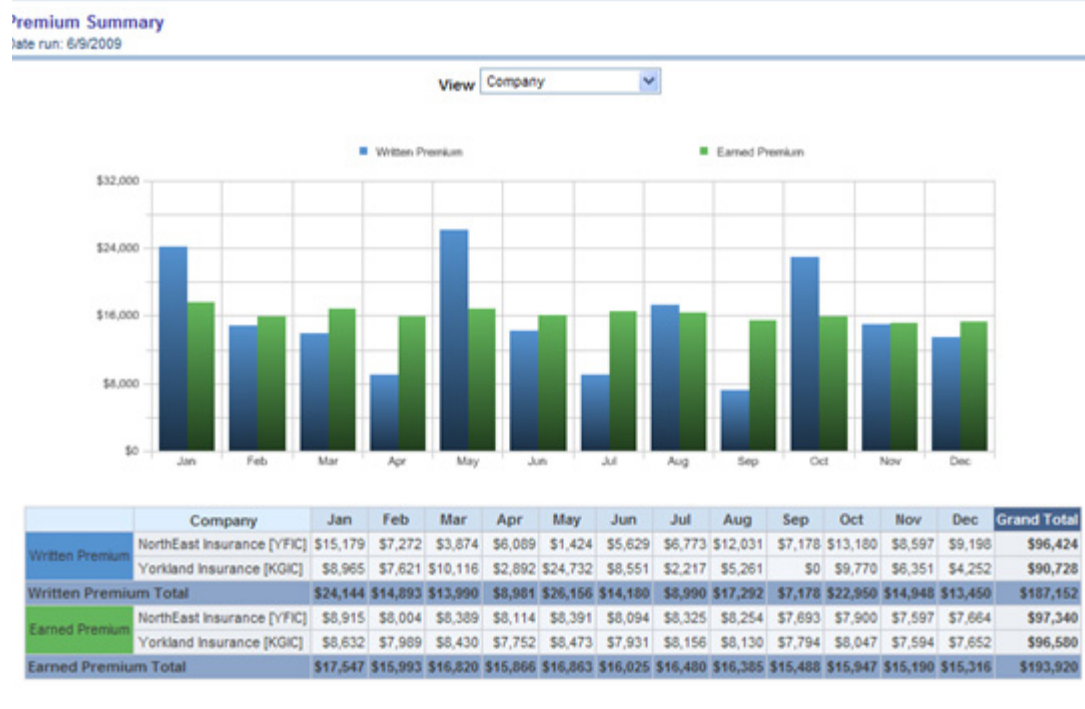 Premium Summary
Date run: 6/9/2009
View Company
Written Premium Earned Premium
$32,000
$24,000
$16,000
$8,000
$0
Jan Feb Mar Apr May Jun Jul Aug Sep Oct Nov Dec
Company Jan Feb Mar Apr May Jun Jul Aug Sep Oct Nov Dec Grand Total
Written Premium
NorthEast Insurance [YFIC] $15,179 $7,272 $3,874 $6,089 $1,424 $5,629 $6,773 $12,031 $7,178 $13,180 $8,597 $9,198 $96,424
Yorkland Insurance [KGIC] $8,965 $7,621 $10,116 $2,892 $24,732 $8,551 $2,217 $5,261 $0 $9,770 $6,351 $4,252 $90,728
Written Premium Total $24,144 $14,893 $13,990 $8,981 $26,156 $14,180 $8,990 $17,292 $7,178 $22,950 $14,948 $13,450 $187,152
Earned Premium
NorthEast Insurance [YFIC] $8,915 $8,004 $8,389 $8,114 $8,391 $8,094 $8,325 $8,254 $7,693 $7,900 $7,597 $7,664 $97,340
Yorkland Insurance [KGIC] $8,632 $7,989 $8,430 $7,752 $8,473 $7,931 $8,156 $8,130 $7,794 $8,047 $7,594 $7,652 $96,580
Earned Premium Total $17,547 $15,993 $16,820 $15,866 $16,863 $16,025 $16,480 $16,385 $15,488 $15,947 $15,190 $15,316 $193,920